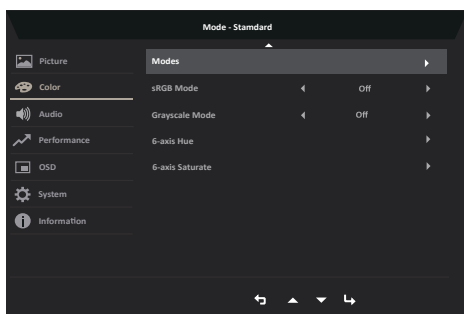 Mode - Standard
Picture
Color
Audio
Performance
OSD
System
Information
Modes
sRGB Mode Off
Grayscale Mode Off
6-axis Hue
6-axis Saturate